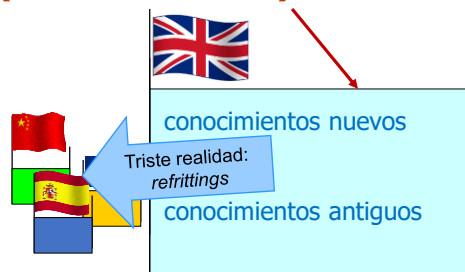 conocimientos nuevos
Triste realidad:
refrittings
conocimientos antiguos